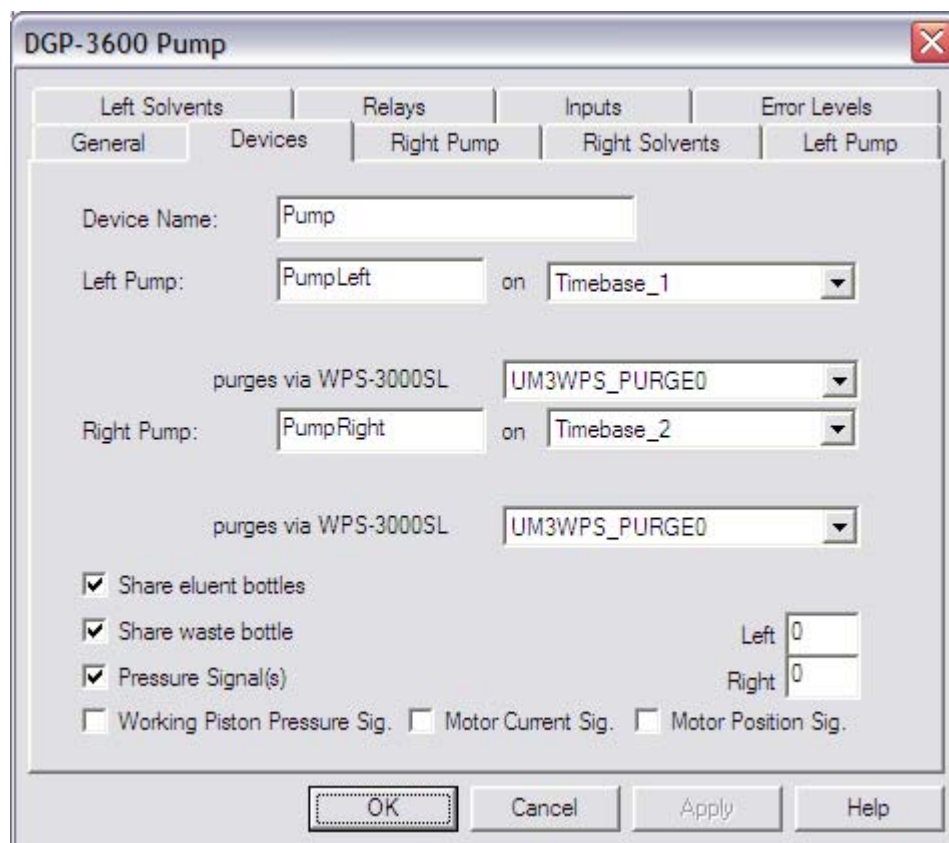 DGP-3600 Pump
Left Solvents Relays Inputs Error Levels
General Devices Right Pump Right Solvents Left Pump
Device Name: Pump
Left Pump: PumpLeft on Timebase_1
purges via WPS-3000SL UM3WPS_PURGE0
Right Pump: PumpRight on Timebase_2
purges via WPS-3000SL UM3WPS_PURGE0
Share eluent bottles
Share waste bottle Left 0
Pressure Signal(s) Right 0
Working Piston Pressure Sig. Motor Current Sig. Motor Position Sig.
OK Cancel Apply Help